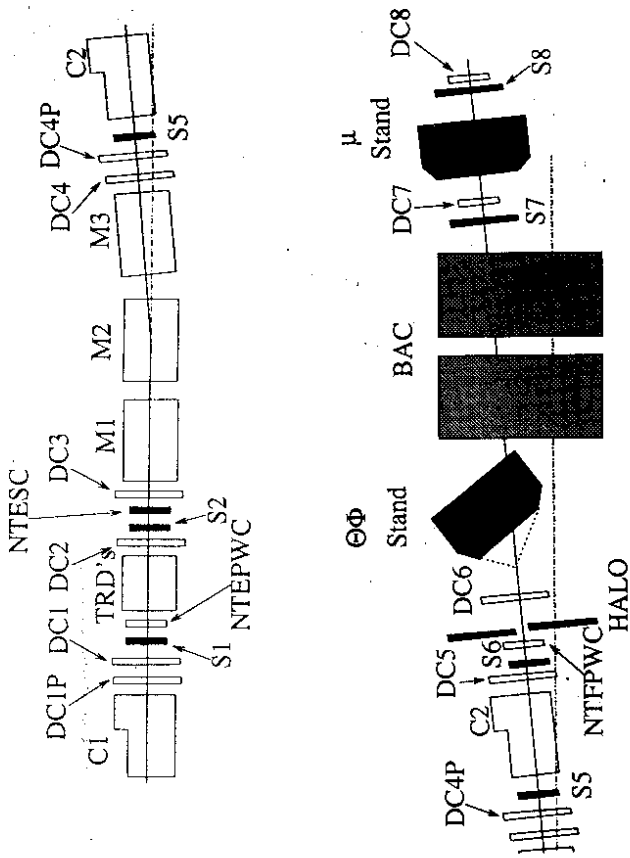 C1
DC1P
DC1
S1
NTEPWC
TRD's
DC2
S2
NTESC
DC3
M1
M2
M3
DC4
DC4P
S5
C2
DC4P
S5
C2
DC5
S6
NTFPWC
HALO
DC6
ΘΦ
Stand
BAC
DC7
S7
μ
Stand
DC8
S8